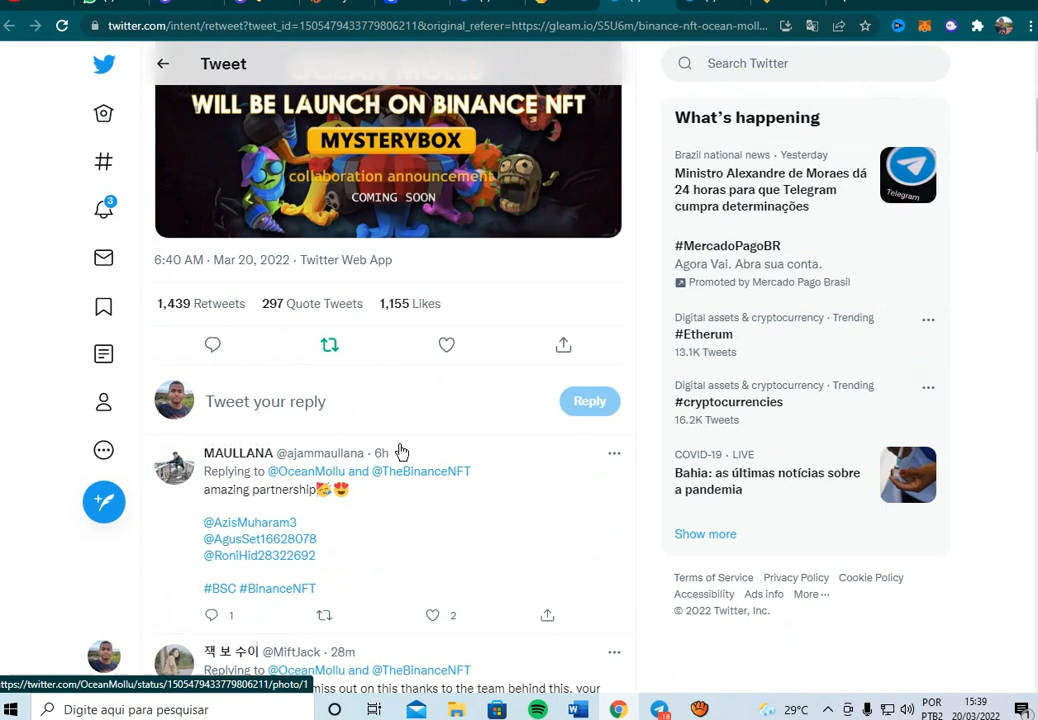 twitter.com/intent/retweet?tweet_id=1505479433779806211&original_referer=https://gleam.io/S5U6m/binance-nft-ocean-moll...
Tweet
Search Twitter
WILL BE LAUNCH ON BINANCE NFT
MYSTERYBOX
collaboration announcement
COMING SOON
6:40 AM · Mar 20, 2022 · Twitter Web App
1,439 Retweets 297 Quote Tweets 1,155 Likes
Tweet your reply
Reply
MAULLANA @ajammaullana · 6h
Replying to @OceanMollu and @TheBinanceNFT
amazing partnership🥳😍
@AzisMuharam3
@AgusSet16628078
@RoniHid28322692
#BSC #BinanceNFT
1 2
잭 보 수이 @MiftJack · 28m
Replying to @OceanMollu and @TheBinanceNFT
miss out on this thanks to the team behind this, your
3
What's happening
Brazil national news · Yesterday
Ministro Alexandre de Moraes dá
24 horas para que Telegram
cumpra determinações
Telegram
#MercadoPagoBR
Agora Vai. Abra sua conta.
Promoted by Mercado Pago Brasil
Digital assets & cryptocurrency · Trending
#Etherum
13.1K Tweets
Digital assets & cryptocurrency · Trending
#cryptocurrencies
16.2K Tweets
COVID-19 · LIVE
Bahia: as últimas notícias sobre
a pandemia
Show more
Terms of Service Privacy Policy Cookie Policy
Accessibility Ads info More ···
© 2022 Twitter, Inc.
https://twitter.com/OceanMollu/status/1505479433779806211/photo/1
Digite aqui para pesquisar
18
29°C
POR
PTB2
15:39
20/03/2022